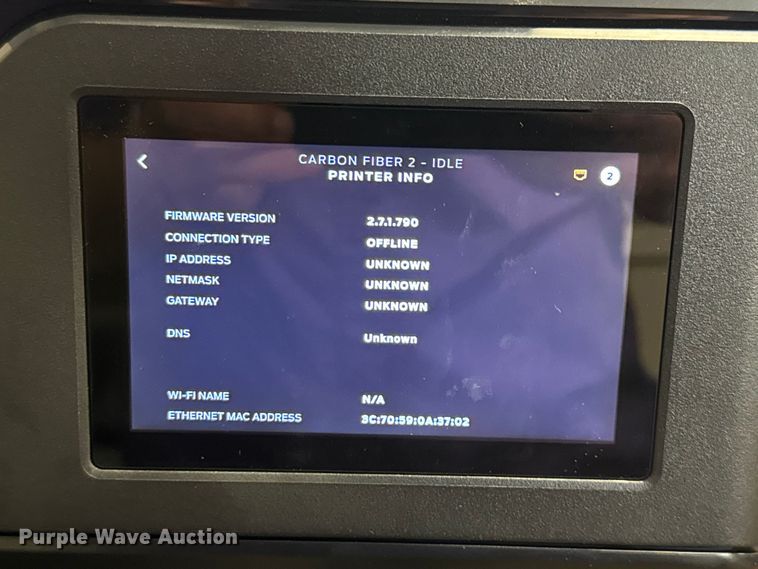 CARBON FIBER 2 - IDLE
PRINTER INFO
2
FIRMWARE VERSION 2.7.1.790
CONNECTION TYPE OFFLINE
IP ADDRESS UNKNOWN
NETMASK UNKNOWN
GATEWAY UNKNOWN
DNS Unknown
WI-FI NAME N/A
ETHERNET MAC ADDRESS 3C:70:59:0A:37:02
Purple Wave Auction